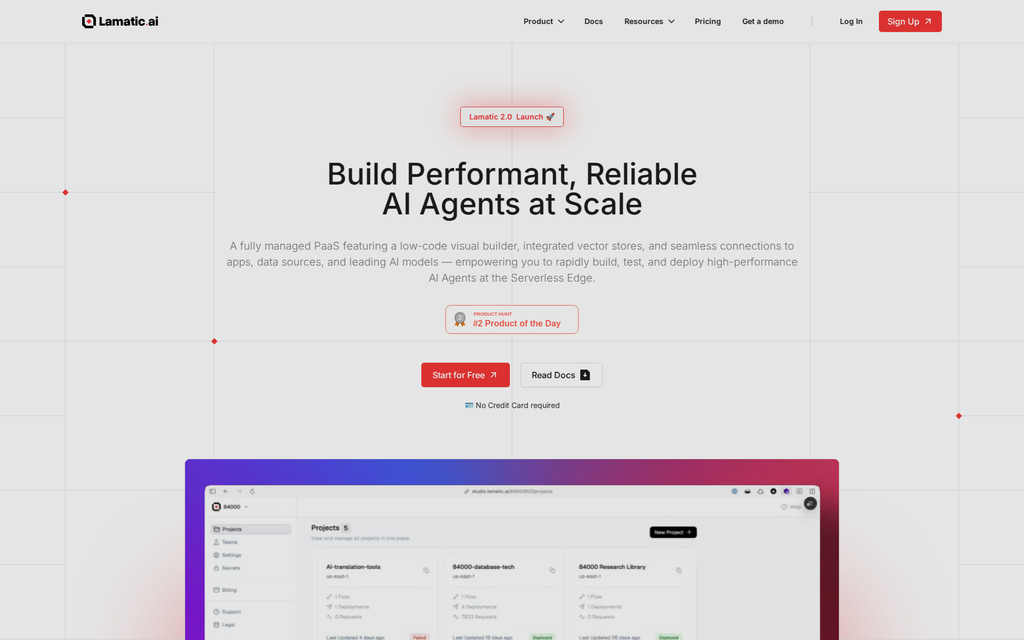 Lamatic.ai
Product
Docs
Resources
Pricing
Get a demo
Log In
Sign Up
Lamatic 2.0 Launch 🚀
Build Performant, Reliable
AI Agents at Scale
A fully managed PaaS featuring a low-code visual builder, integrated vector stores, and seamless connections to
apps, data sources, and leading AI models — empowering you to rapidly build, test, and deploy high-performance
AI Agents at the Serverless Edge.
PRODUCT HUNT
#2 Product of the Day
Start for Free
Read Docs
🪪 No Credit Card required
84000
Help
Projects
Teams
Settings
Secrets
Billing
Support
Legal
Projects 5
View and manage all projects in one place.
New Project +
AI-translation-tools
us-east-1
1 Flow
1 Deployments
0 Requests
Last Updated 4 days ago
Failed
84000-database-tech
us-east-1
1 Flow
4 Deployments
7833 Requests
Last Updated 19 days ago
Deployed
84000 Research Library
us-east-1
1 Flow
Deployments
0 Requests
Last Updated 26 days ago
Deployed